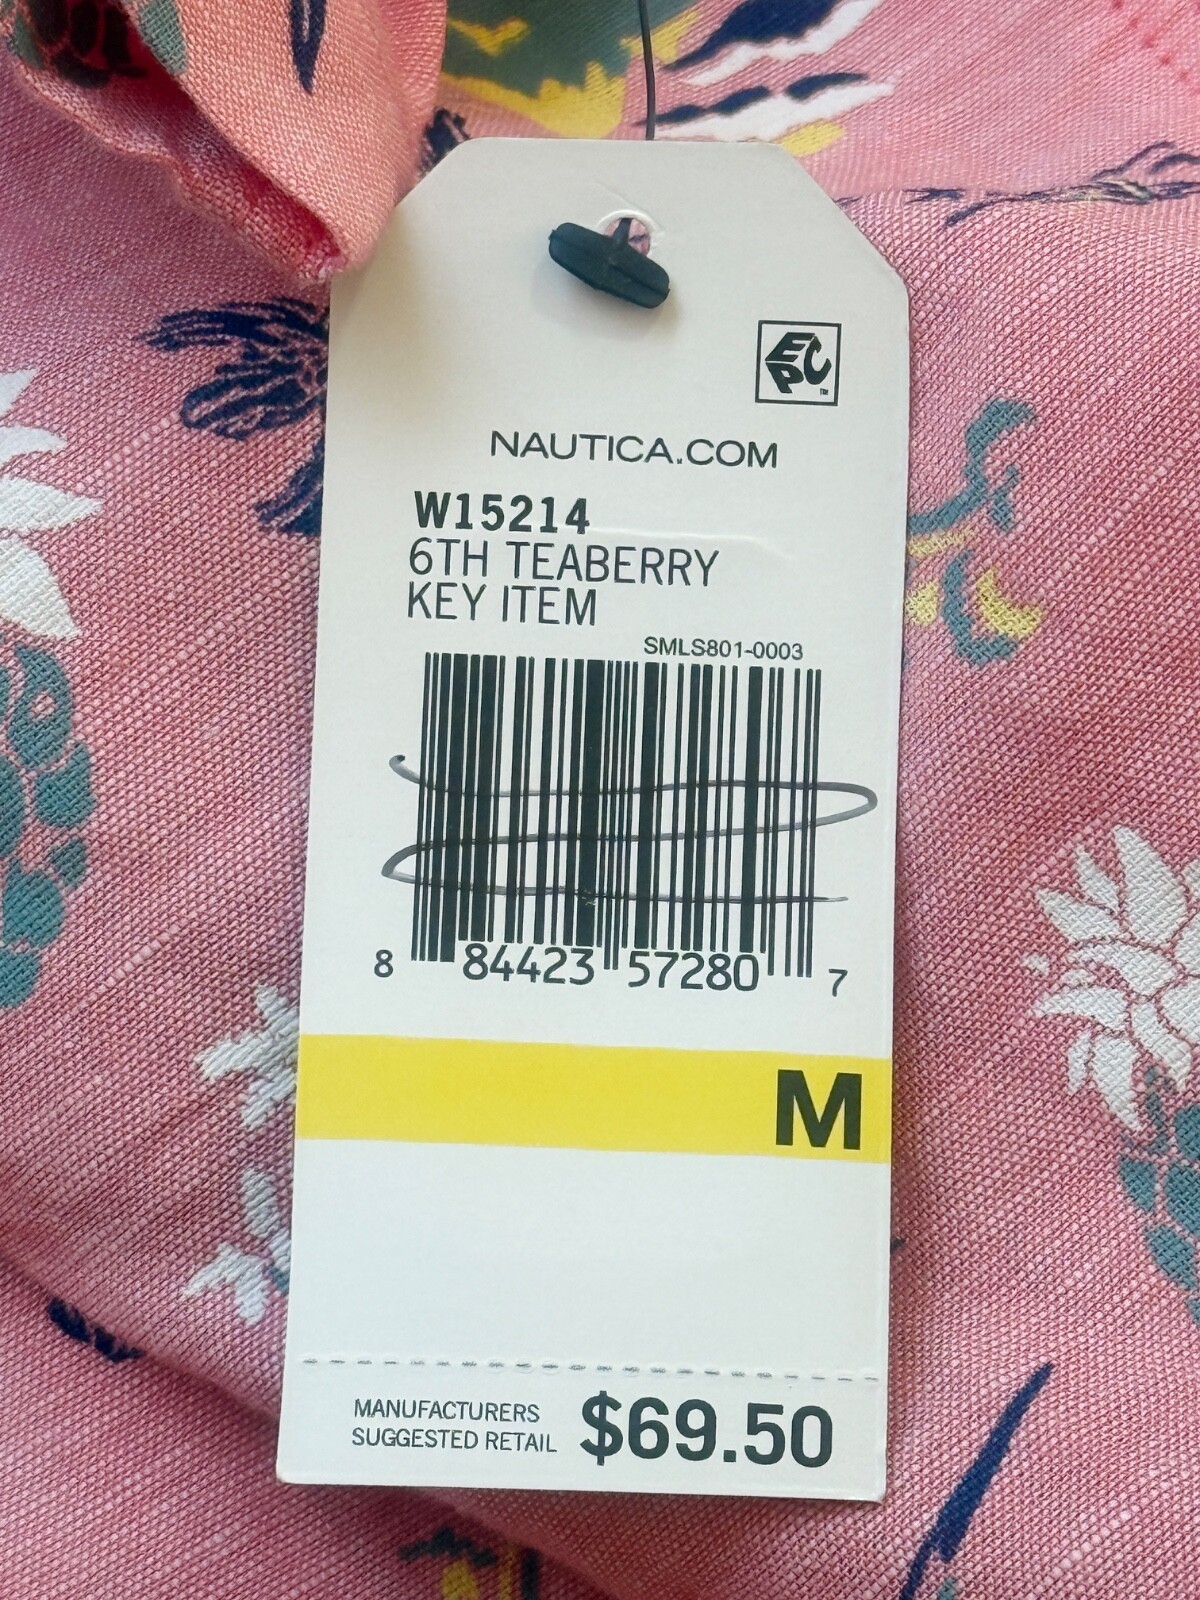 EPC
TM
NAUTICA.COM
W15214
6TH TEABERRY
KEY ITEM
SMLS801-0003
8 84423 57280 7
M
MANUFACTURERS
SUGGESTED RETAIL $69.50